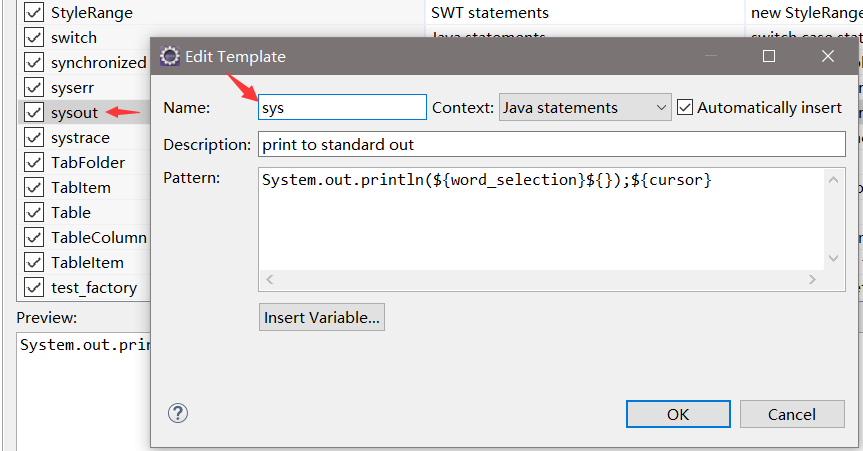 StyleRange SWT statements new StyleRange
switch Java statements switch case stat
synchronized
syserr
sysout
systrace
TabFolder
TabItem
Table
TableColumn
TableItem
test_factory
Preview:
System.out.prin
Edit Template
Name: sys Context: Java statements Automatically insert
Description: print to standard out
Pattern: System.out.println(${word_selection}${});${cursor}
Insert Variable...
? OK Cancel